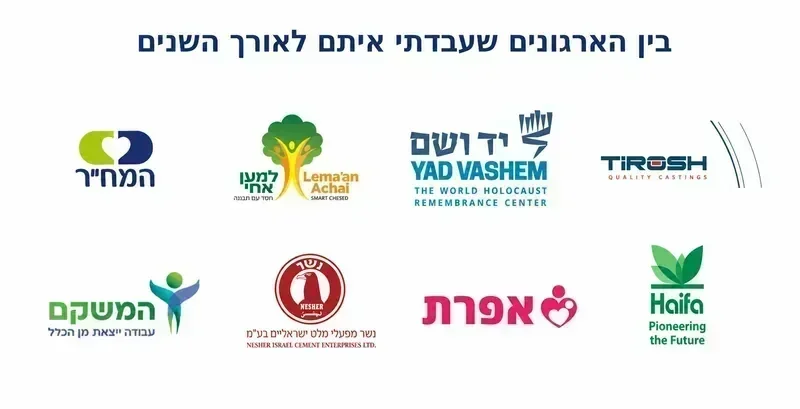 בין הארגונים שעבדתי איתם לאורך השנים
TIROSH
QUALITY CASTINGS
יד ושם
YAD VASHEM
THE WORLD HOLOCAUST
REMEMBRANCE CENTER
למען
אחי
חסד עם תבונה
Lema'an
Achai
SMART CHESED
המח"ר
Haifa
Pioneering
the Future
אפרת
נשר
NESHER
نيشر
נשר מפעלי מלט ישראליים בע"מ
NESHER ISRAEL CEMENT ENTERPRISES LTD.
המשקם
עבודה ייצאת מן הכלל